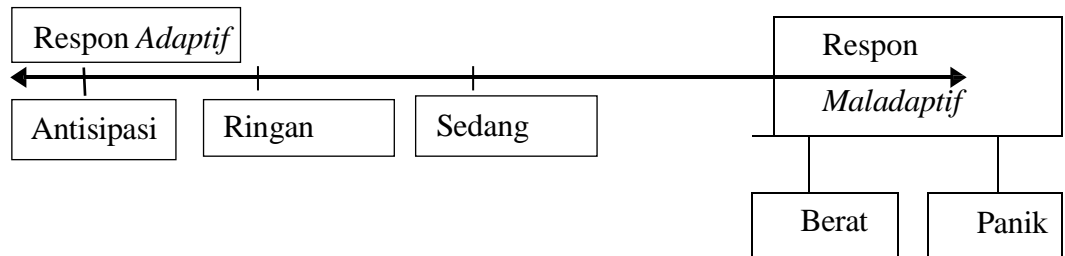 Respon Adaptif
Respon
Maladaptif
Antisipasi
Ringan
Sedang
Berat
Panik